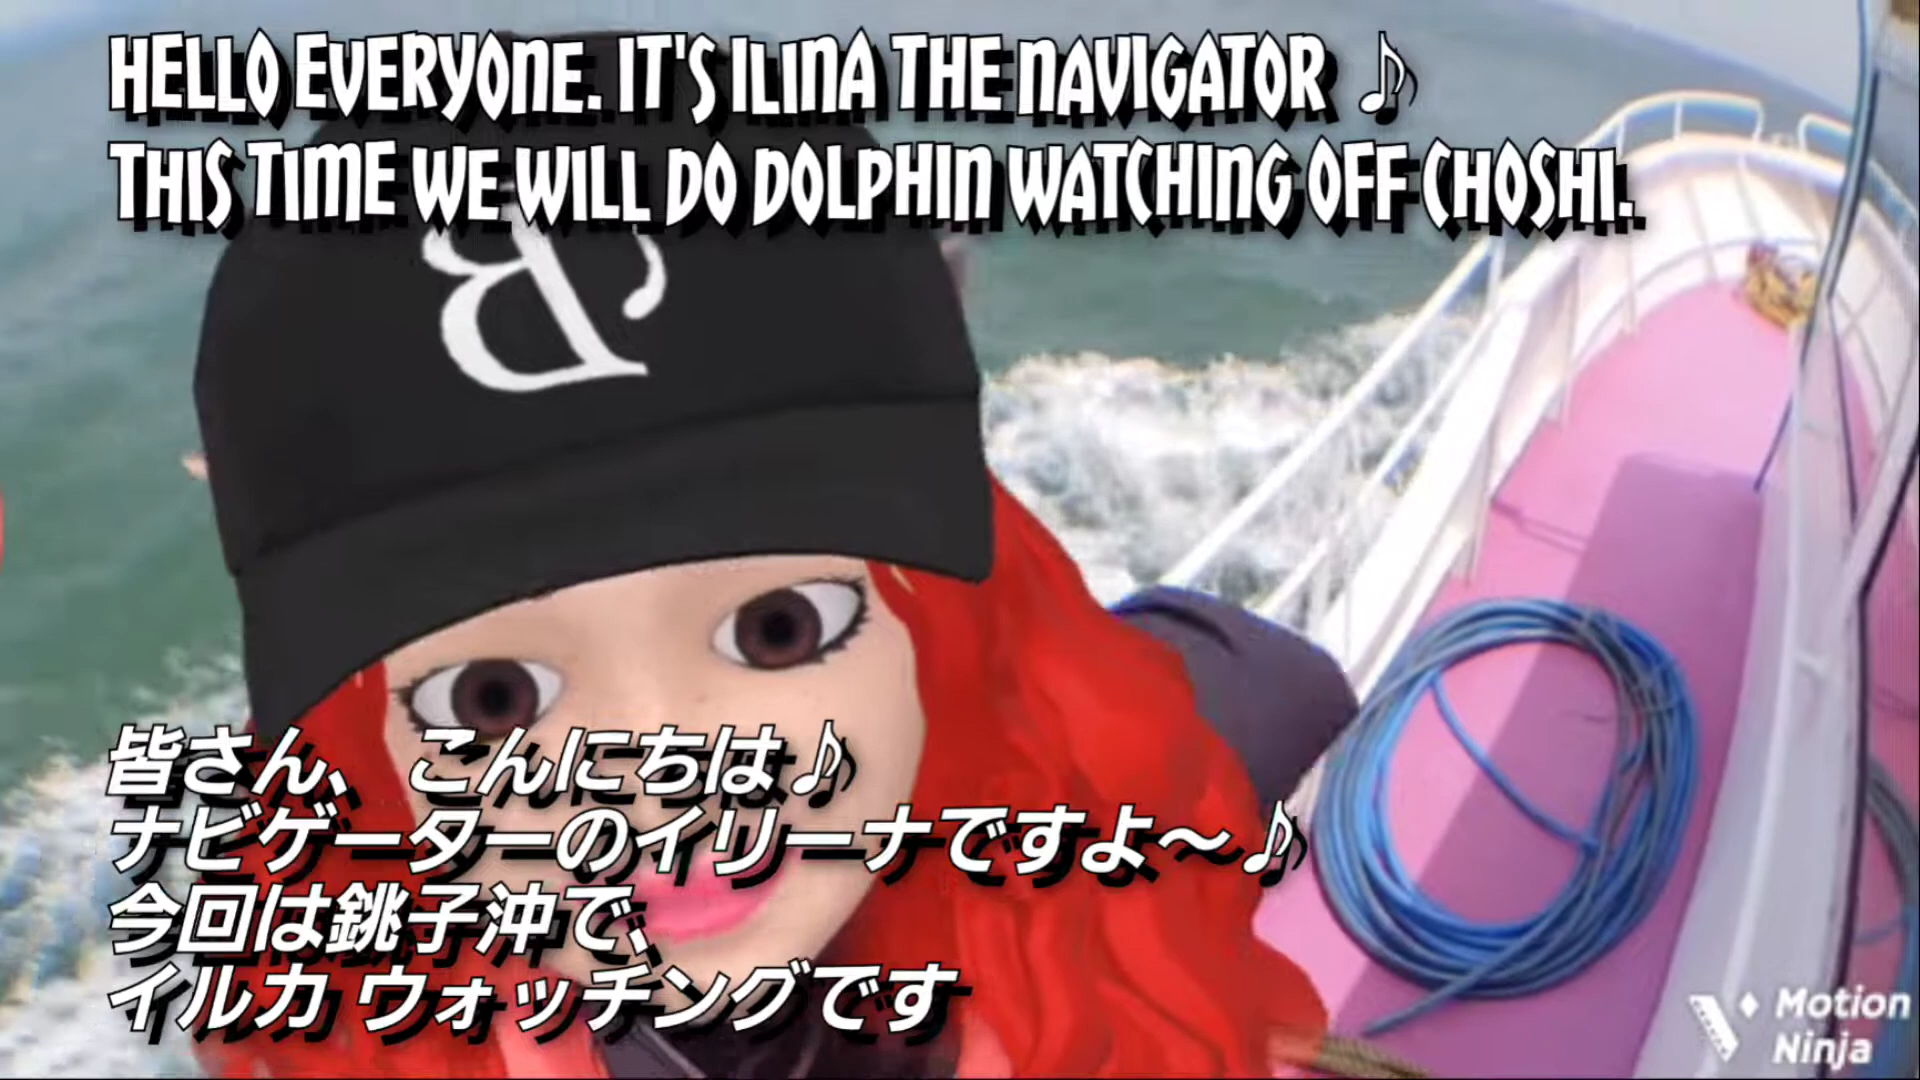 HELLO EVERYONE. IT'S ILINA THE NAVIGATOR ♪
THIS TIME WE WILL DO DOLPHIN WATCHING OFF CHOSHI.
B
皆さん、こんにちは♪
ナビゲーターのイリーナですよ～♪
今回は銚子沖で、
イルカ ウォッチングです
Motion
Ninja